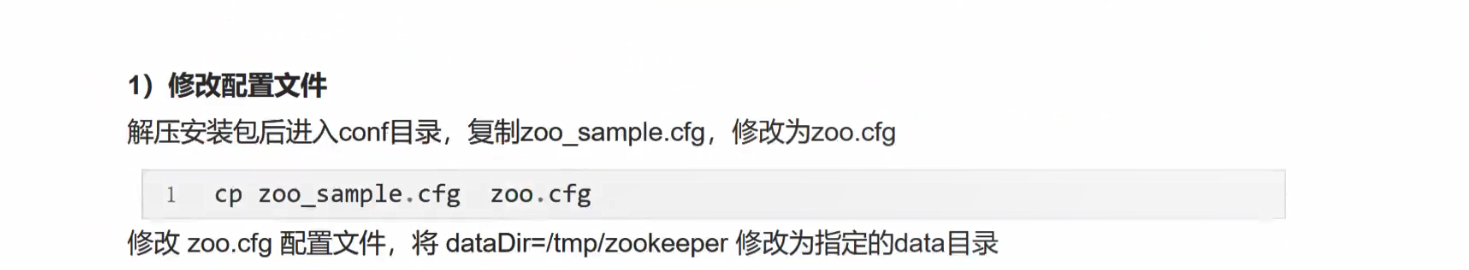 1）修改配置文件
解压安装包后进入conf目录，复制zoo_sample.cfg，修改为zoo.cfg
1 cp zoo_sample.cfg  zoo.cfg
修改 zoo.cfg 配置文件，将 dataDir=/tmp/zookeeper 修改为指定的data目录